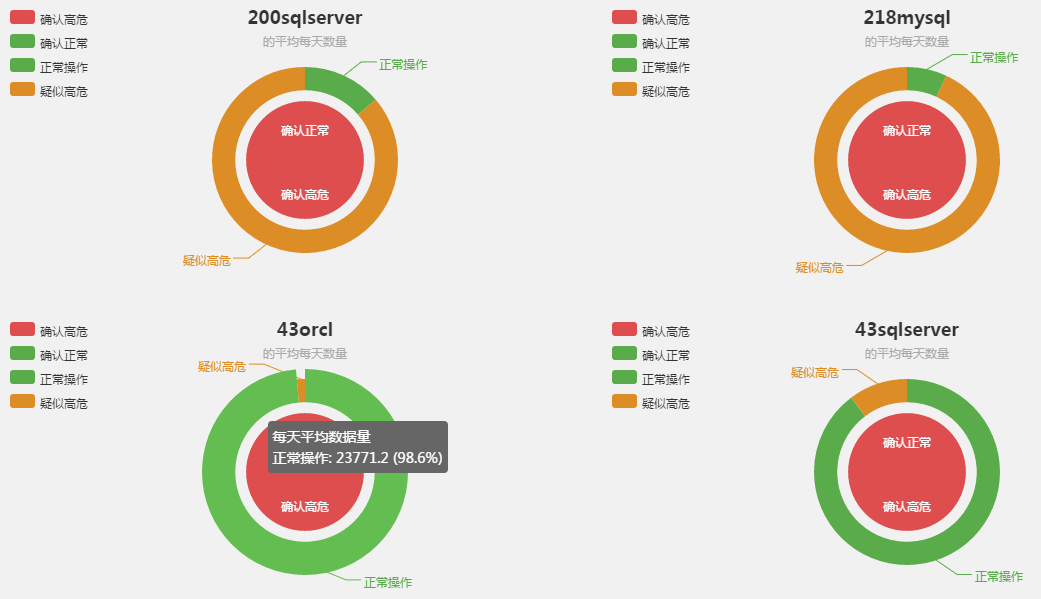 200sqlserver
的平均每天数量
确认高危
确认正常
正常操作
疑似高危
正常操作
确认正常
确认高危
疑似高危
218mysql
的平均每天数量
确认高危
确认正常
正常操作
疑似高危
正常操作
确认正常
确认高危
疑似高危
43orcl
的平均每天数量
确认高危
确认正常
正常操作
疑似高危
疑似高危
每天平均数据量
正常操作: 23771.2 (98.6%)
确认高危
正常操作
43sqlserver
的平均每天数量
确认高危
确认正常
正常操作
疑似高危
疑似高危
确认正常
确认高危
正常操作